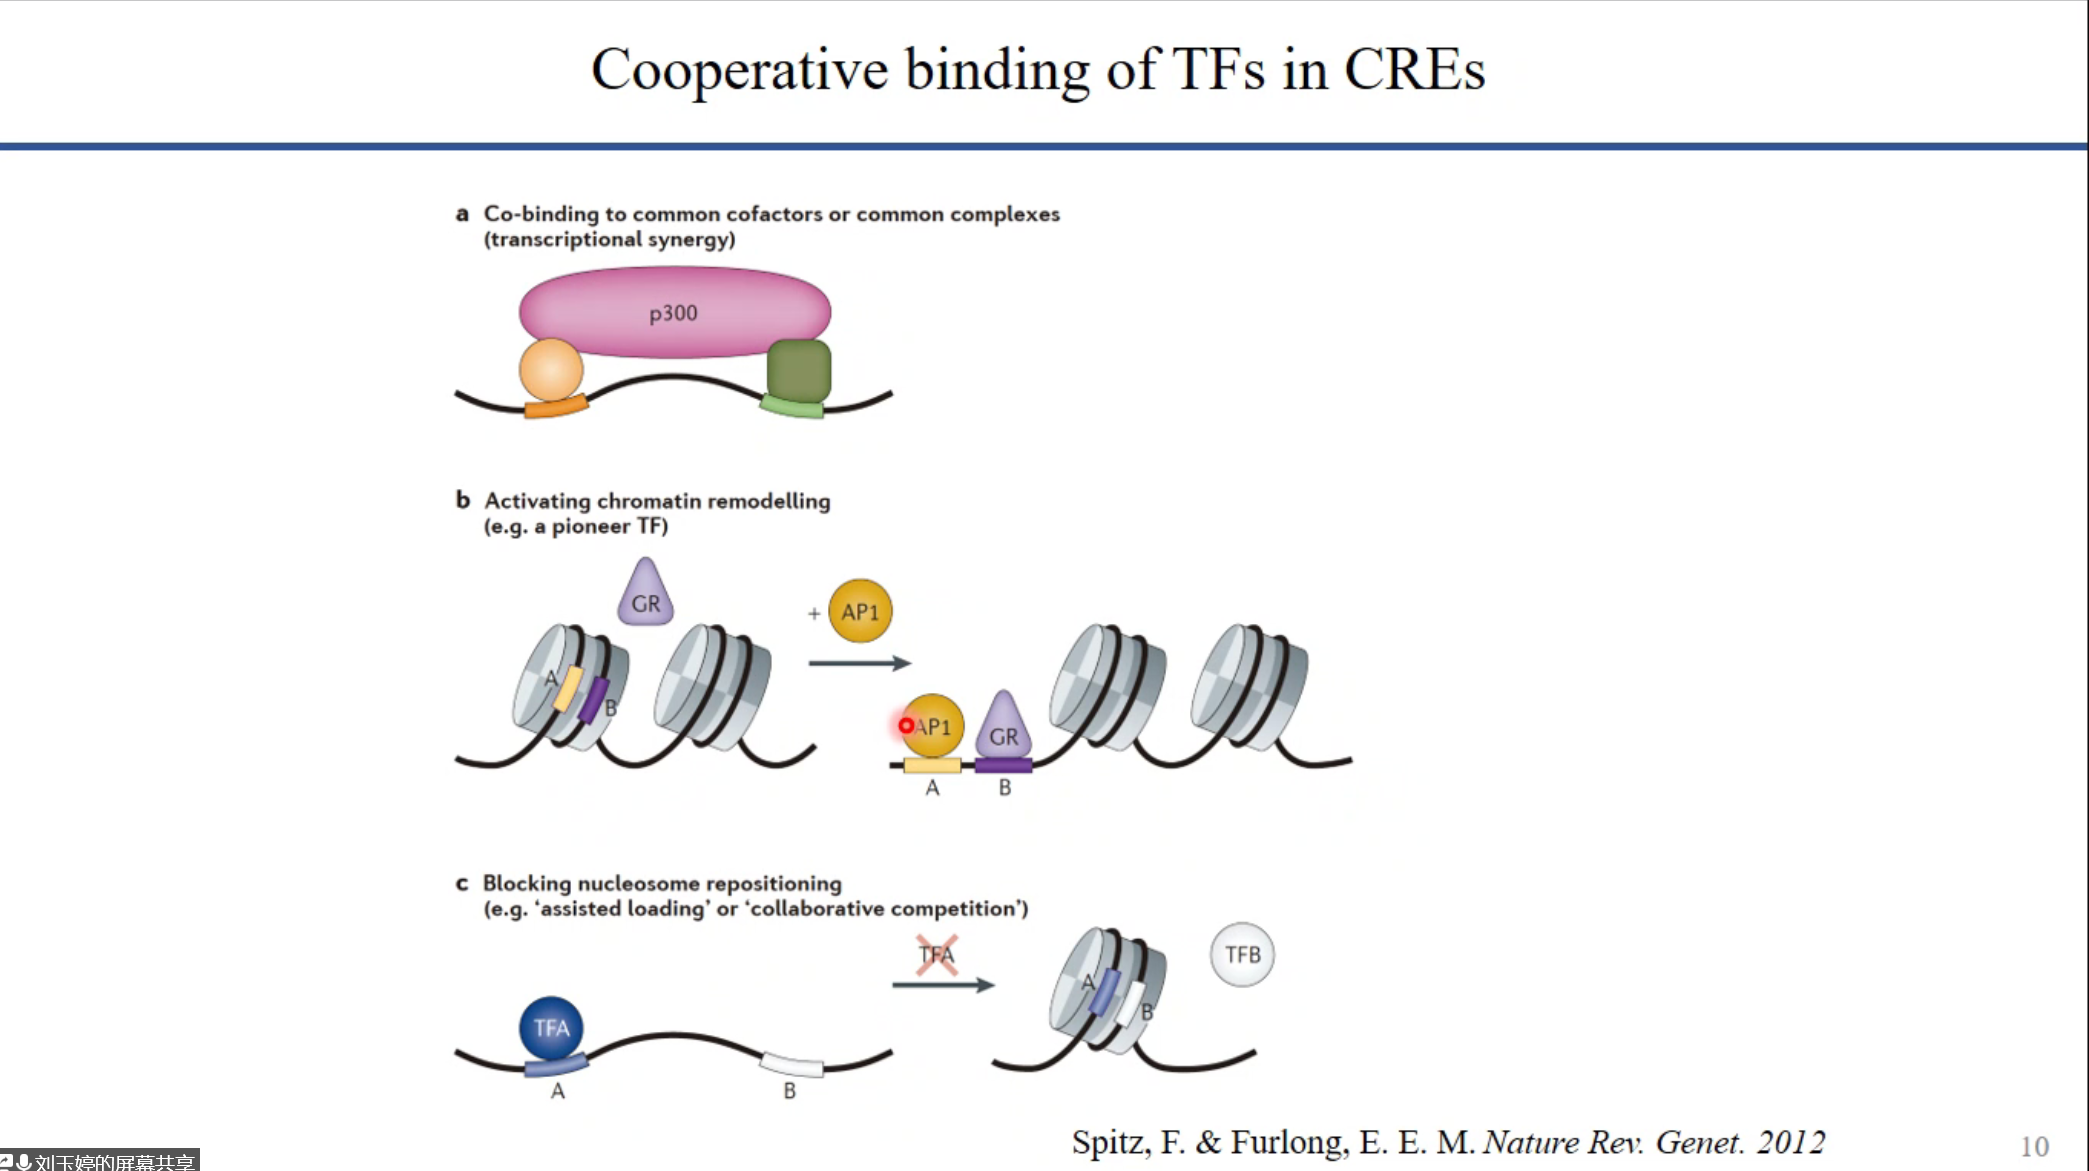 Cooperative binding of TFs in CREs
a Co-binding to common cofactors or common complexes
(transcriptional synergy)
p300
b Activating chromatin remodelling
(e.g. a pioneer TF)
GR
+ AP1
A
B
AP1
GR
A
B
c Blocking nucleosome repositioning
(e.g. ‘assisted loading’ or ‘collaborative competition’)
TFA
TFB
A
B
TFA
A
B
Spitz, F. & Furlong, E. E. M. Nature Rev. Genet. 2012
10
刘玉婷的屏幕共享